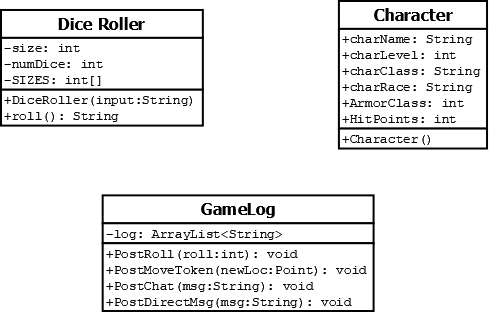 Dice Roller
-size: int
-numDice: int
-SIZES: int[]
+DiceRoller(input:String)
+roll(): String
Character
+charName: String
+charLevel: int
+charClass: String
+charRace: String
+ArmorClass: int
+HitPoints: int
+Character()
GameLog
-log: ArrayList<String>
+PostRoll(roll:int): void
+PostMoveToken(newLoc:Point): void
+PostChat(msg:String): void
+PostDirectMsg(msg:String): void